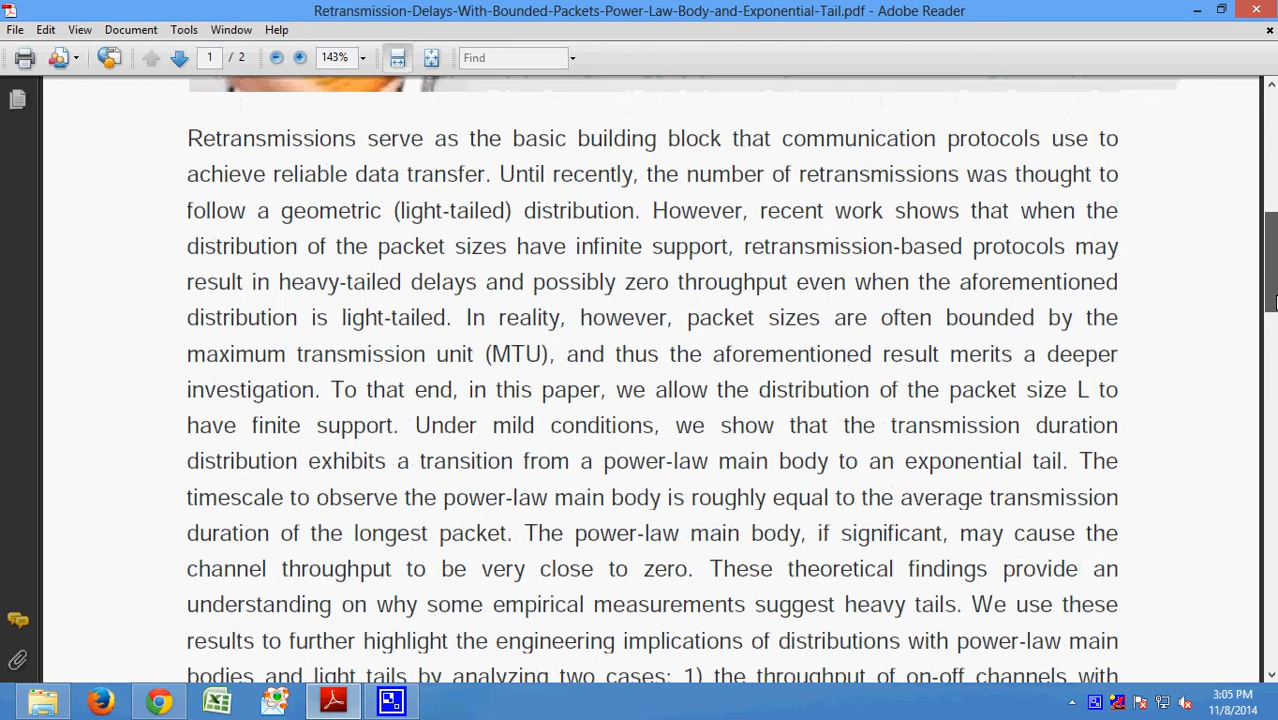 Retransmission-Delays-With-Bounded-Packets-Power-Law-Body-and-Exponential-Tail.pdf - Adobe Reader
File Edit View Document Tools Window Help
1 / 2 143% Find
Retransmissions serve as the basic building block that communication protocols use to
achieve reliable data transfer. Until recently, the number of retransmissions was thought to
follow a geometric (light-tailed) distribution. However, recent work shows that when the
distribution of the packet sizes have infinite support, retransmission-based protocols may
result in heavy-tailed delays and possibly zero throughput even when the aforementioned
distribution is light-tailed. In reality, however, packet sizes are often bounded by the
maximum transmission unit (MTU), and thus the aforementioned result merits a deeper
investigation. To that end, in this paper, we allow the distribution of the packet size L to
have finite support. Under mild conditions, we show that the transmission duration
distribution exhibits a transition from a power-law main body to an exponential tail. The
timescale to observe the power-law main body is roughly equal to the average transmission
duration of the longest packet. The power-law main body, if significant, may cause the
channel throughput to be very close to zero. These theoretical findings provide an
understanding on why some empirical measurements suggest heavy tails. We use these
results to further highlight the engineering implications of distributions with power-law main
bodies and light tails by analyzing two cases: 1) the throughput of on-off channels with
3:05 PM
11/8/2014